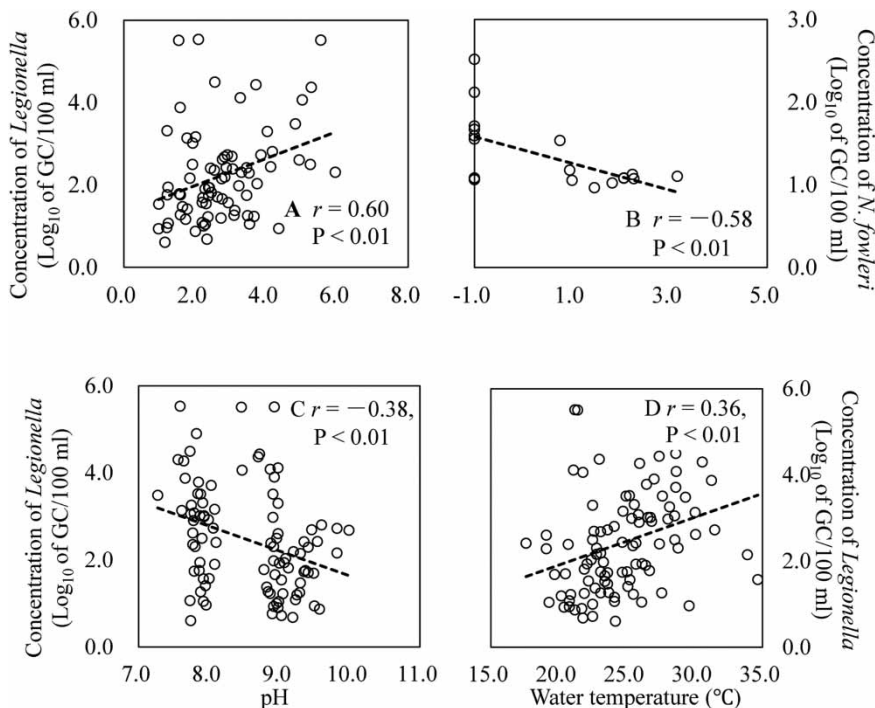 Concentration of Legionella
(Log10 of GC/100 ml)
6.0
4.0
2.0
0.0
A r = 0.60
P < 0.01
0.0 2.0 4.0 6.0 8.0
B r = −0.58
P < 0.01
-1.0 1.0 3.0 5.0
3.0
2.0
1.0
0.0
Concentration of N. fowleri
(Log10 of GC/100 ml)
Concentration of Legionella
(Log10 of GC/100 ml)
6.0
4.0
2.0
0.0
C r = −0.38,
P < 0.01
7.0 8.0 9.0 10.0 11.0
pH
D r = 0.36,
P < 0.01
15.0 20.0 25.0 30.0 35.0
Water temperature (℃)
6.0
4.0
2.0
0.0
Concentration of Legionella
(Log10 of GC/100 ml)